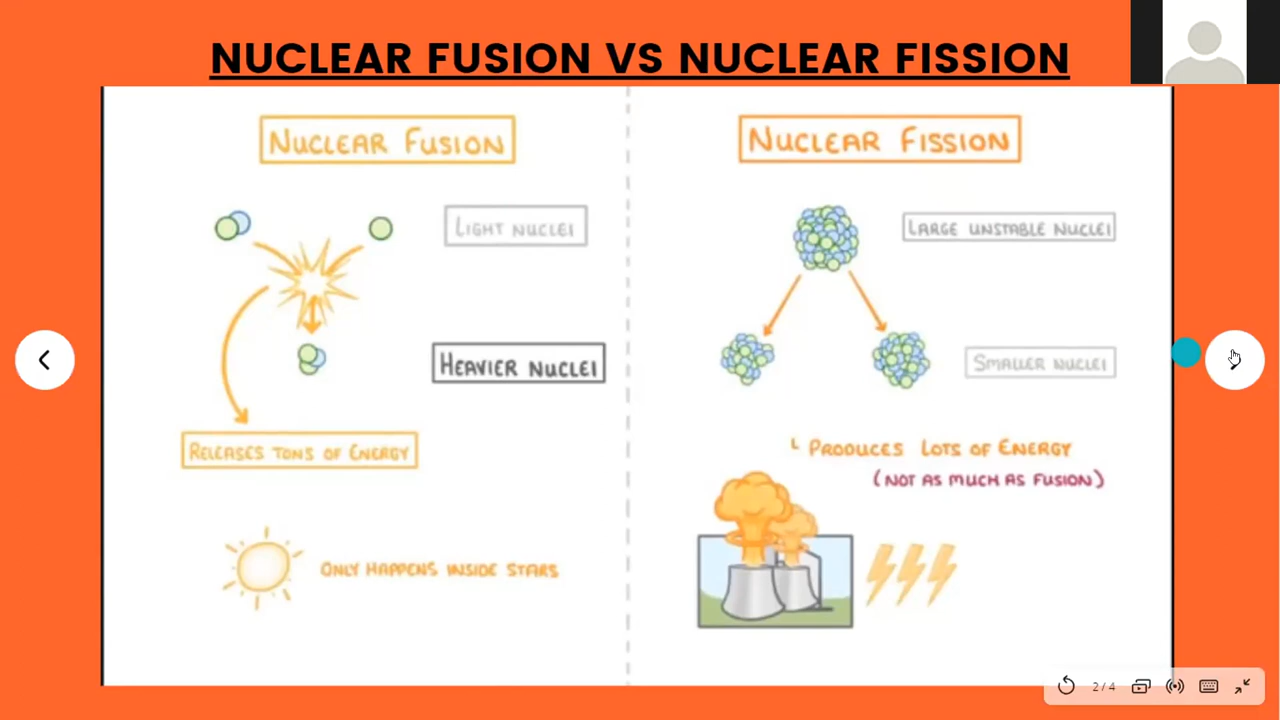 NUCLEAR FUSION VS NUCLEAR FISSION
NUCLEAR FUSION
LIGHT NUCLEI
HEAVIER NUCLEI
RELEASES TONS OF ENERGY
ONLY HAPPENS INSIDE STARS
NUCLEAR FISSION
LARGE UNSTABLE NUCLEI
SMALLER NUCLEI
PRODUCES LOTS OF ENERGY
(NOT AS MUCH AS FUSION)
2/4